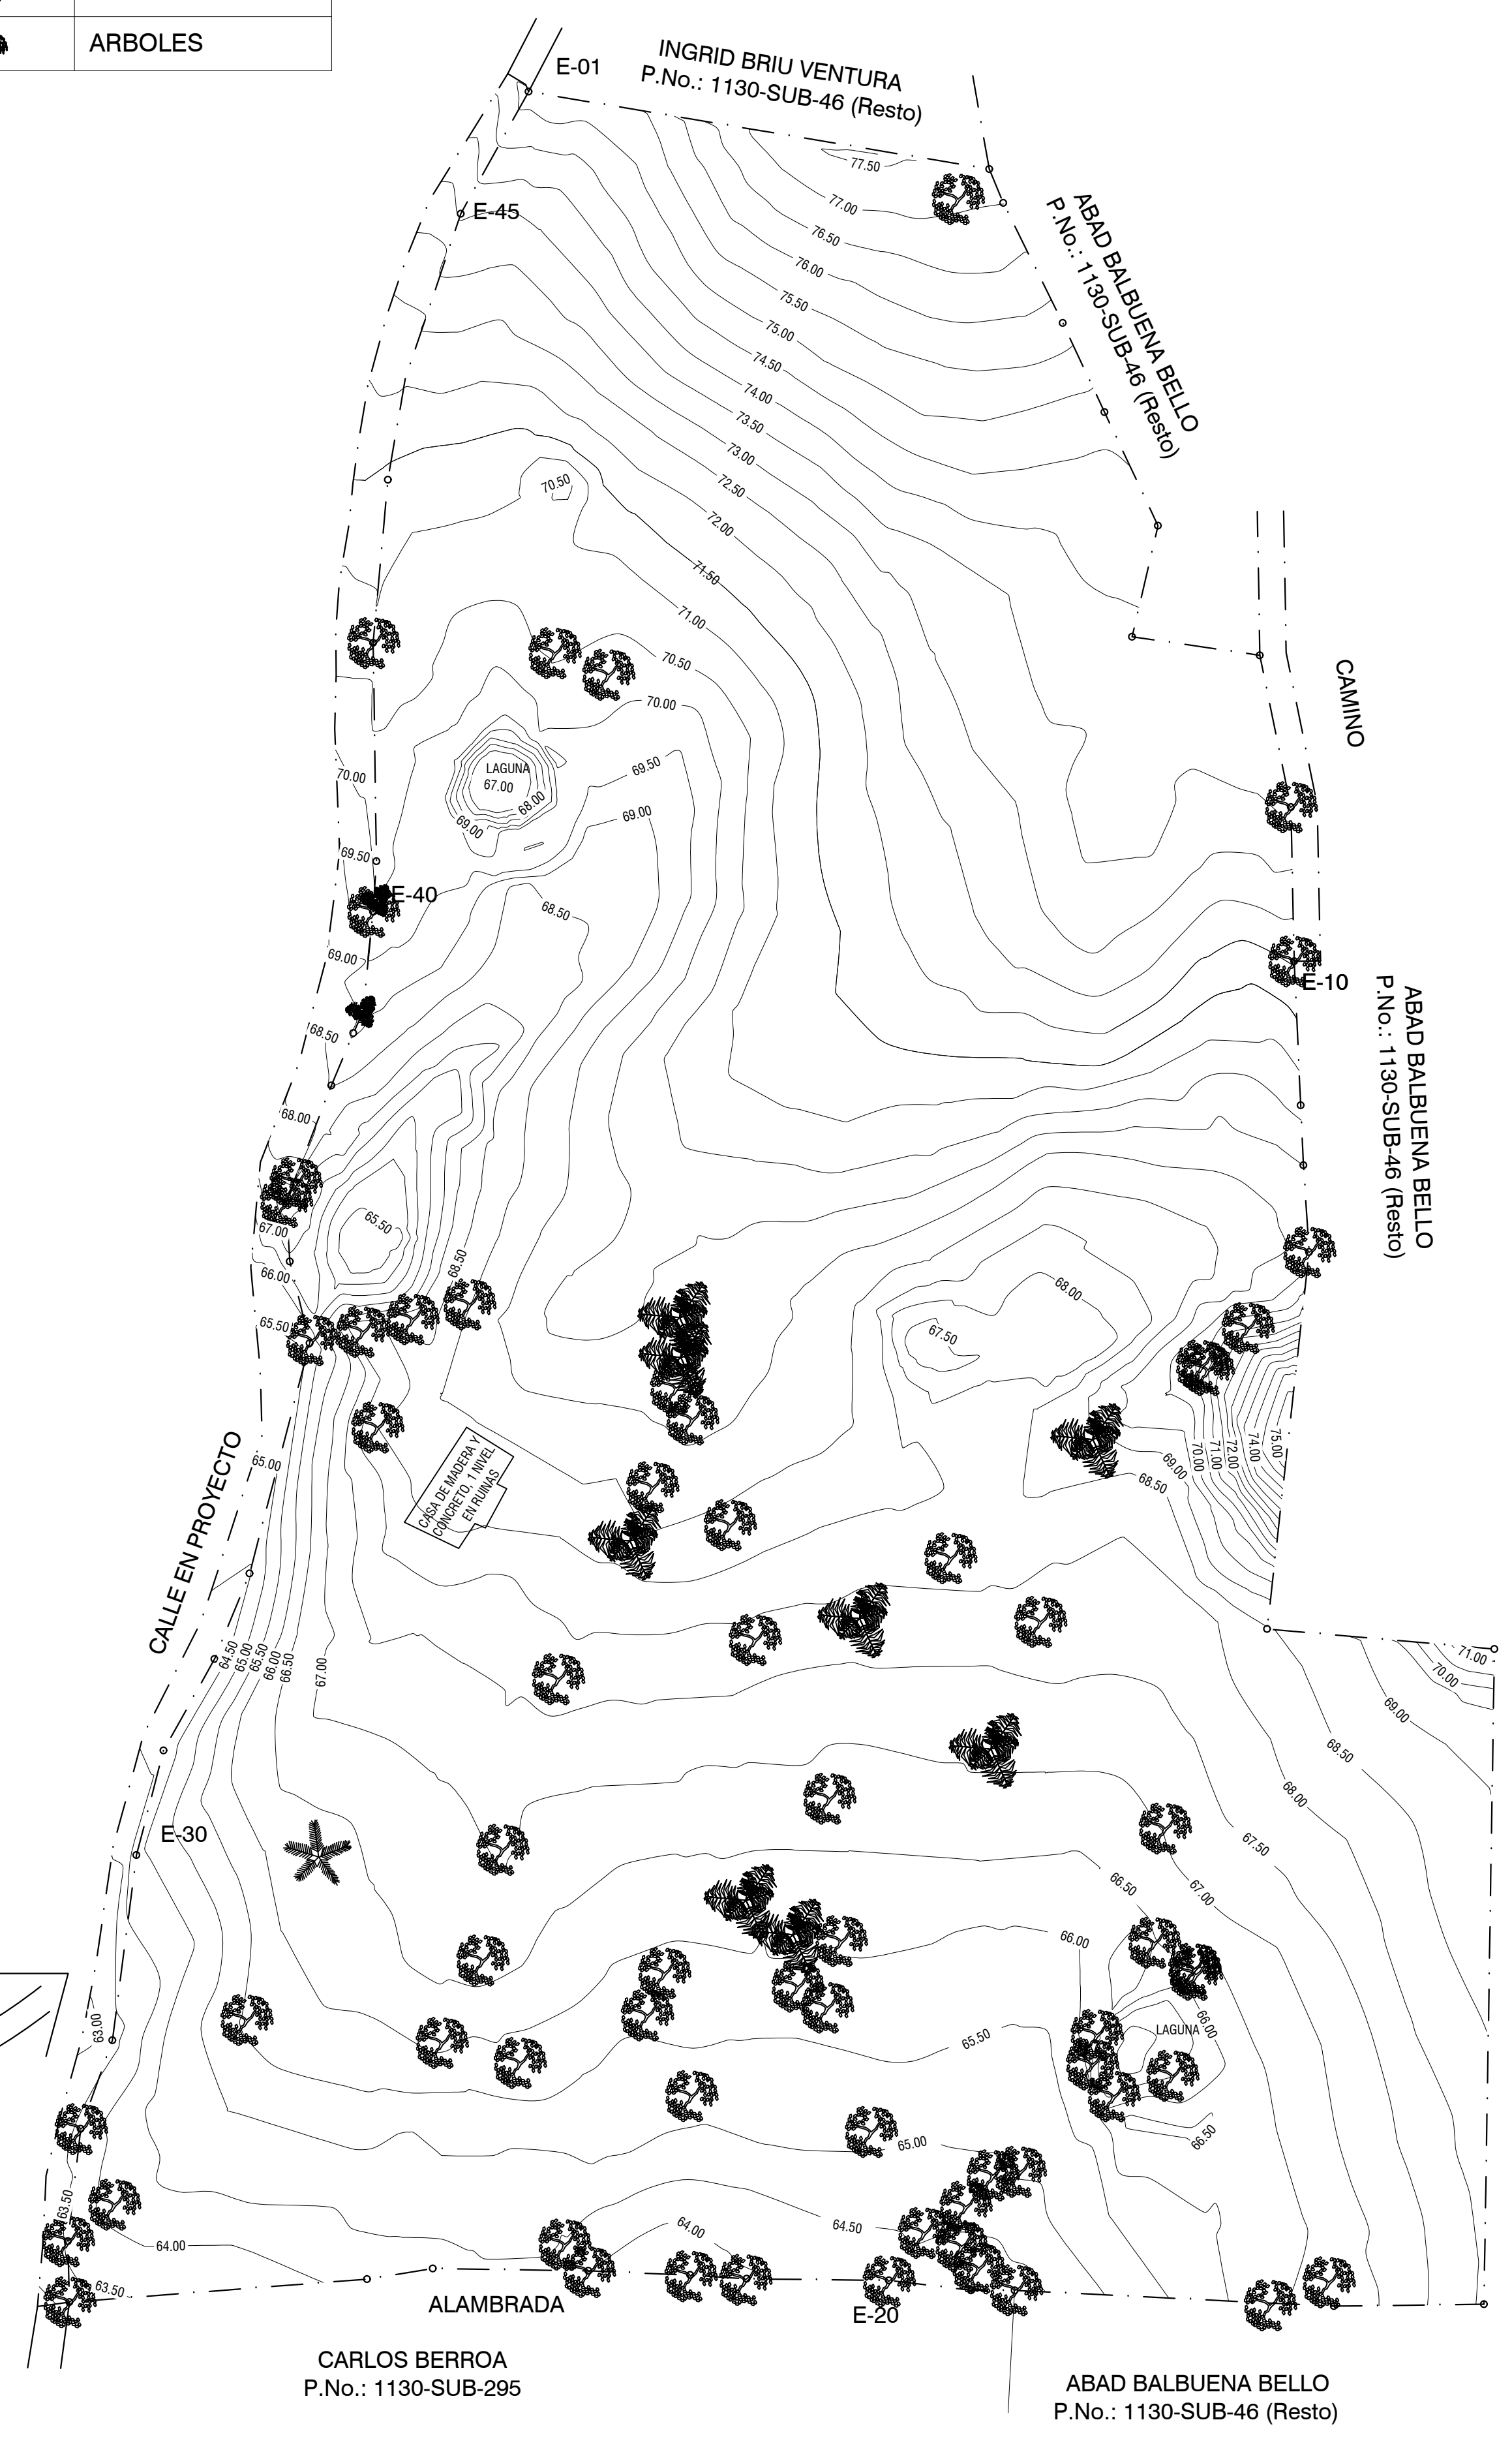 ARBOLES
E-01
INGRID BRIU VENTURA
P.No.: 1130-SUB-46 (Resto)
77.50
77.00
E-45
ABAD BALBUENA BELLO
P.No.: 1130-SUB-46 (Resto)
76.50
76.00
75.50
75.00
74.50
74.00
73.50
73.00
72.50
70.50
72.00
71.50
71.00
70.50
70.00
CAMINO
69.50
70.00
LAGUNA
67.00
68.00
69.00
69.00
69.50
E-40
68.50
69.00
E-10
68.50
ABAD BALBUENA BELLO
P.No.: 1130-SUB-46 (Resto)
68.00
65.50
67.00
68.50
66.00
68.00
65.50
67.50
CALLE EN PROYECTO
65.00
CASA DE MADERA Y
CONCRETO, 1 NIVEL
EN RUINAS
68.50
69.00
70.00
71.00
72.00
74.00
75.00
64.50
65.00
65.50
66.00
66.50
67.00
71.00
70.00
69.00
68.50
68.00
67.50
67.00
66.50
E-30
66.00
63.00
65.50
LAGUNA
66.00
66.50
65.00
63.50
64.00
64.00
64.50
63.50
ALAMBRADA
E-20
CARLOS BERROA
P.No.: 1130-SUB-295
ABAD BALBUENA BELLO
P.No.: 1130-SUB-46 (Resto)